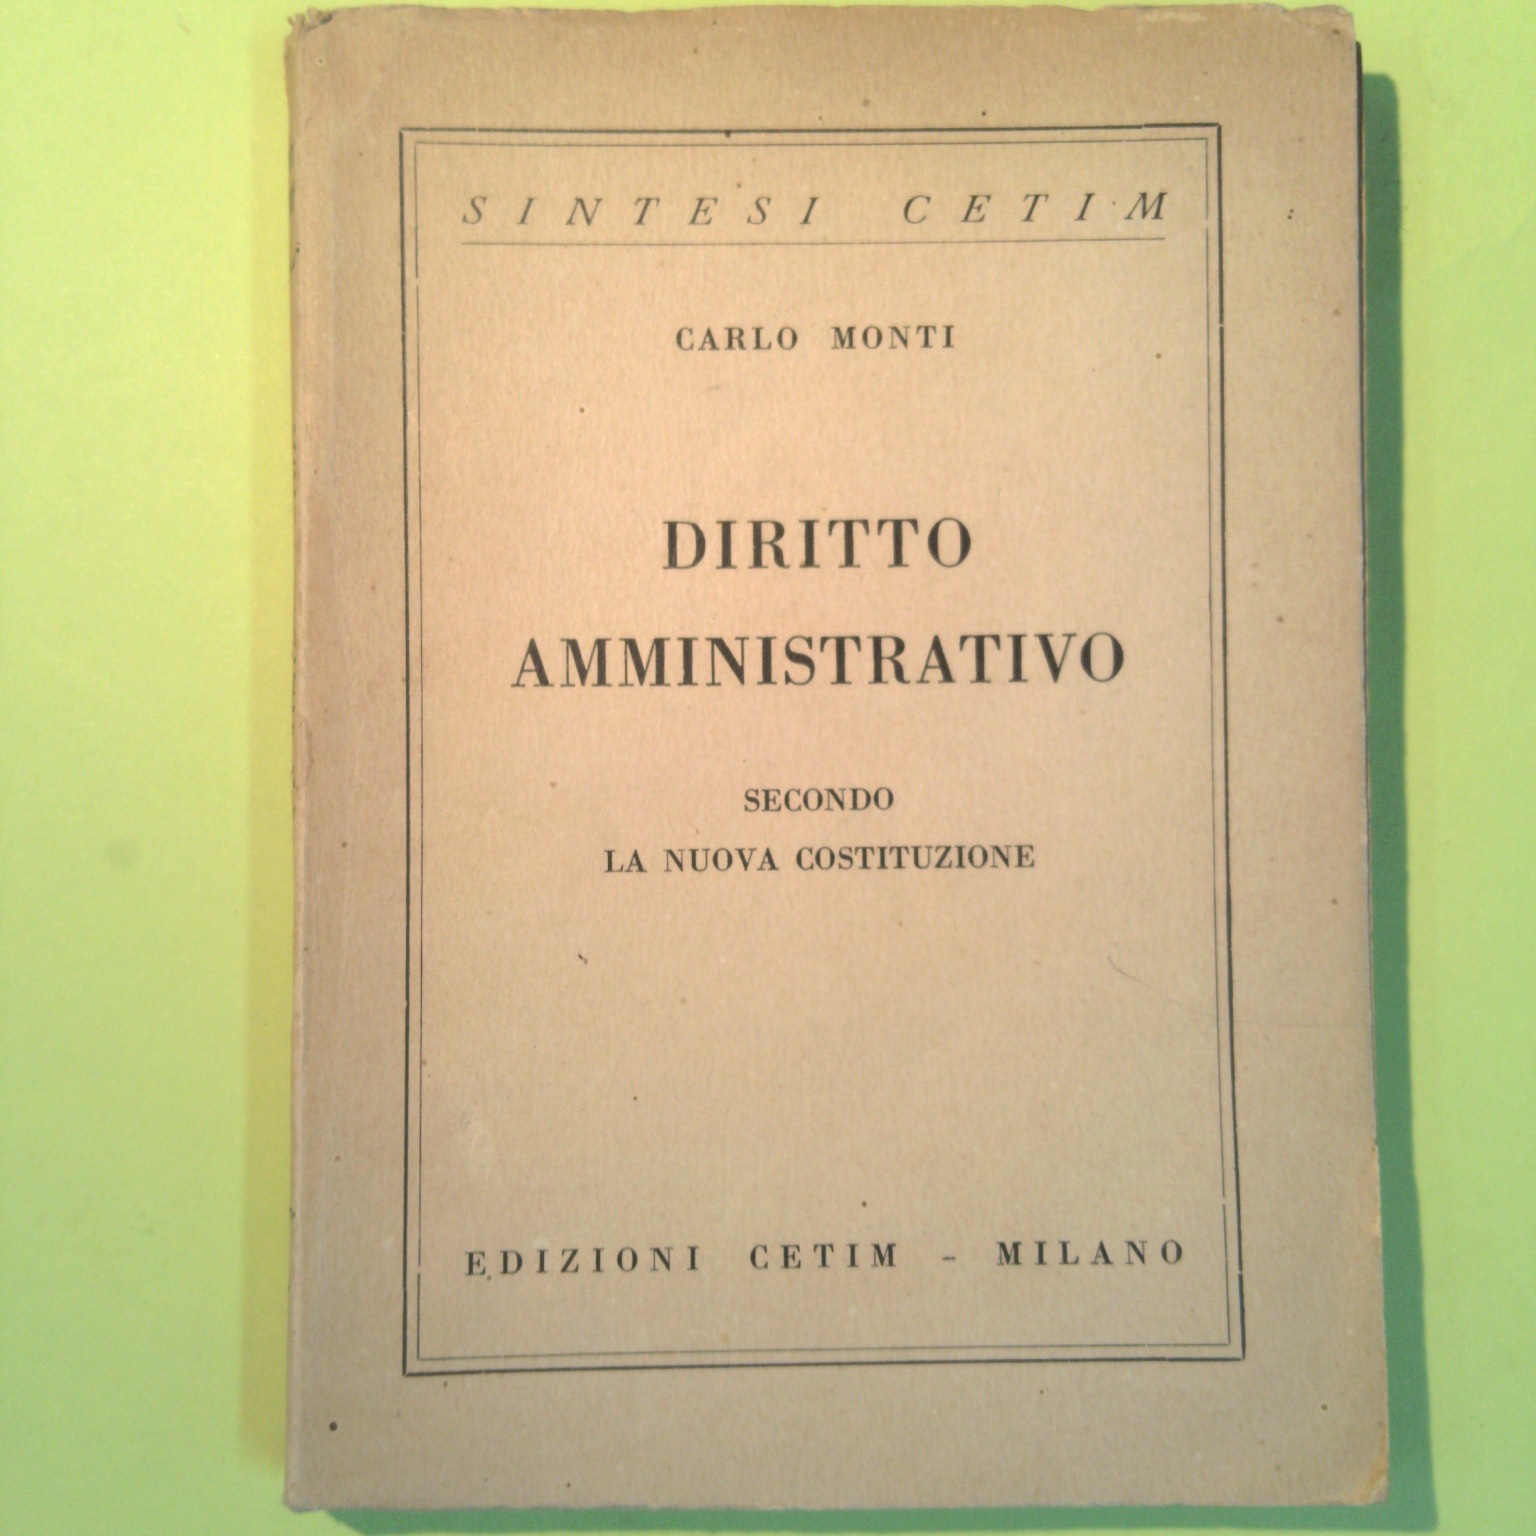 SINTESI CETIM
CARLO MONTI
DIRITTO
AMMINISTRATIVO
SECONDO
LA NUOVA COSTITUZIONE
EDIZIONI CETIM - MILANO